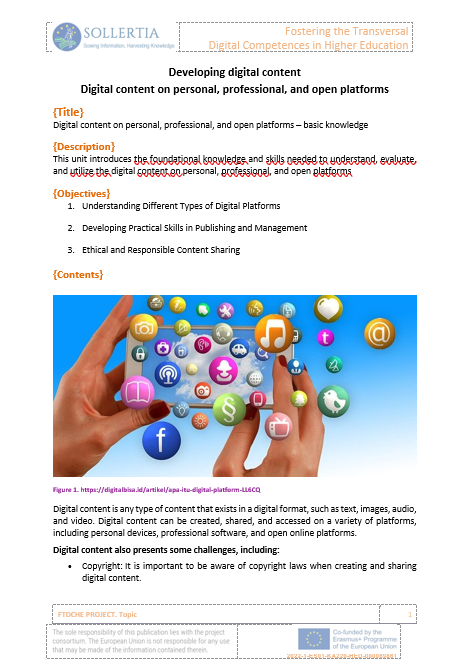 SOLLERTIA
Sowing Information, Harvesting Knowledge
Fostering the Transversal
Digital Competences in Higher Education
Developing digital content
Digital content on personal, professional, and open platforms
{Title}
Digital content on personal, professional, and open platforms – basic knowledge
{Description}
This unit introduces the foundational knowledge and skills needed to understand, evaluate,
and utilize the digital content on personal, professional, and open platforms
{Objectives}
1. Understanding Different Types of Digital Platforms
2. Developing Practical Skills in Publishing and Management
3. Ethical and Responsible Content Sharing
{Contents}
t
@
§
f
Figure 1. https://digitalbisa.id/artikel/apa-itu-digital-platform-LL6CQ
Digital content is any type of content that exists in a digital format, such as text, images, audio,
and video. Digital content can be created, shared, and accessed on a variety of platforms,
including personal devices, professional software, and open online platforms.
Digital content also presents some challenges, including:
• Copyright: It is important to be aware of copyright laws when creating and sharing
digital content.
FTDCHE PROJECT. Topic
1
The sole responsibility of this publication lies with the project
consortium. The European Union is not responsible for any use
that may be made of the information contained therein.
Co-funded by the
Erasmus+ Programme
of the European Union